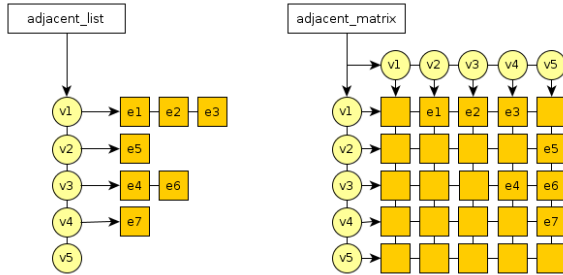 adjacent_list
v1 e1 e2 e3
v2 e5
v3 e4 e6
v4 e7
v5
adjacent_matrix
v1 v2 v3 v4 v5
v1 e1 e2 e3
v2 e5
v3 e4 e6
v4 e7
v5